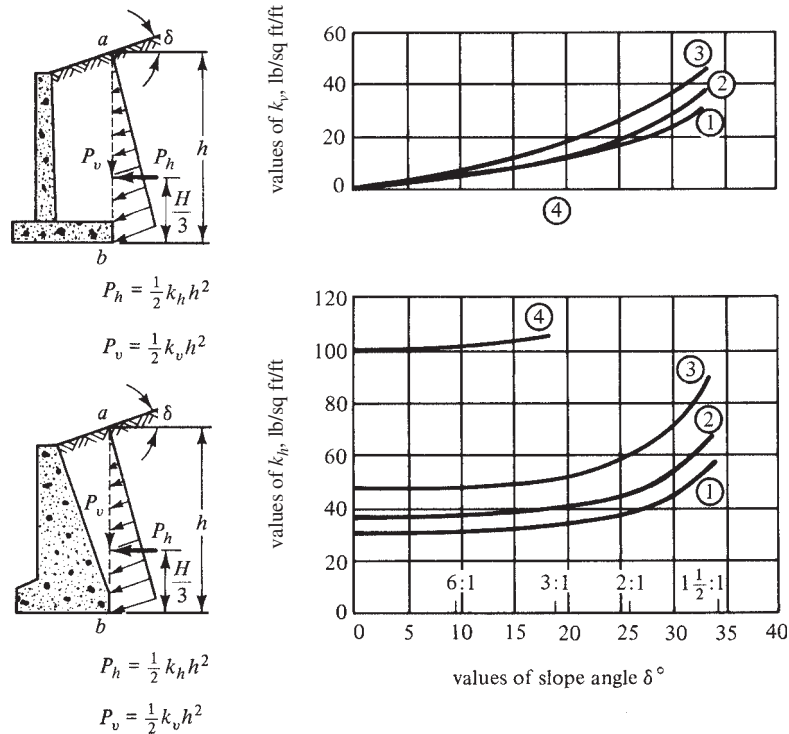 a
δ
P_v
P_h
h
H/3
b
P_h = 1/2 k_h h²
P_v = 1/2 k_v h²
a
δ
P_v
P_h
h
H/3
b
P_h = 1/2 k_h h²
P_v = 1/2 k_v h²
values of k_v, lb/sq ft/ft
60
40
20
0
③
②
①
④
values of k_h, lb/sq ft/ft
120
100
80
60
40
20
0
④
③
②
①
6:1 3:1 2:1 1 1/2:1
0 5 10 15 20 25 30 35 40
values of slope angle δ°